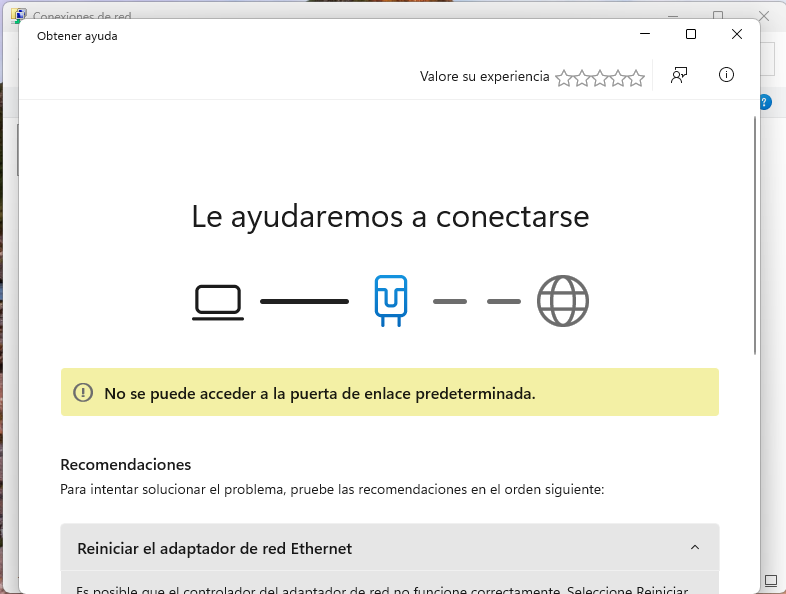 Conexiones de red
Obtener ayuda
Valore su experiencia
Le ayudaremos a conectarse
No se puede acceder a la puerta de enlace predeterminada.
Recomendaciones
Para intentar solucionar el problema, pruebe las recomendaciones en el orden siguiente:
Reiniciar el adaptador de red Ethernet
Es posible que el controlador del adaptador de red no funcione correctamente. Seleccione Reiniciar